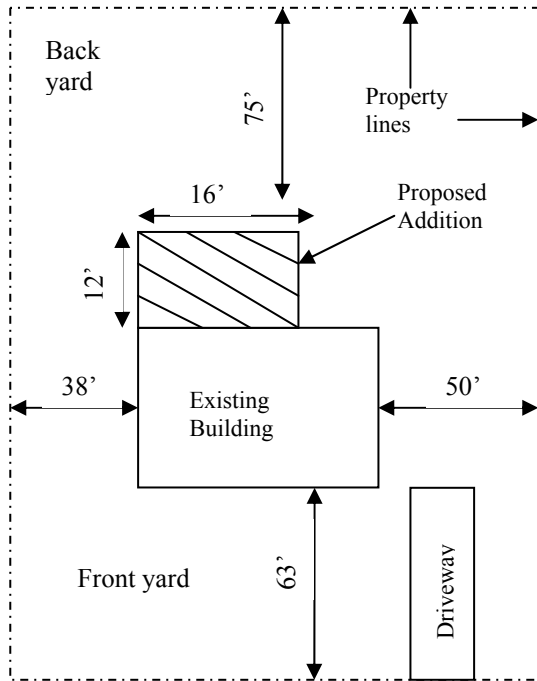 Back
yard
75’
Property
lines
16’
Proposed
Addition
12’
38’
Existing
Building
50’
Front yard
63’
Driveway